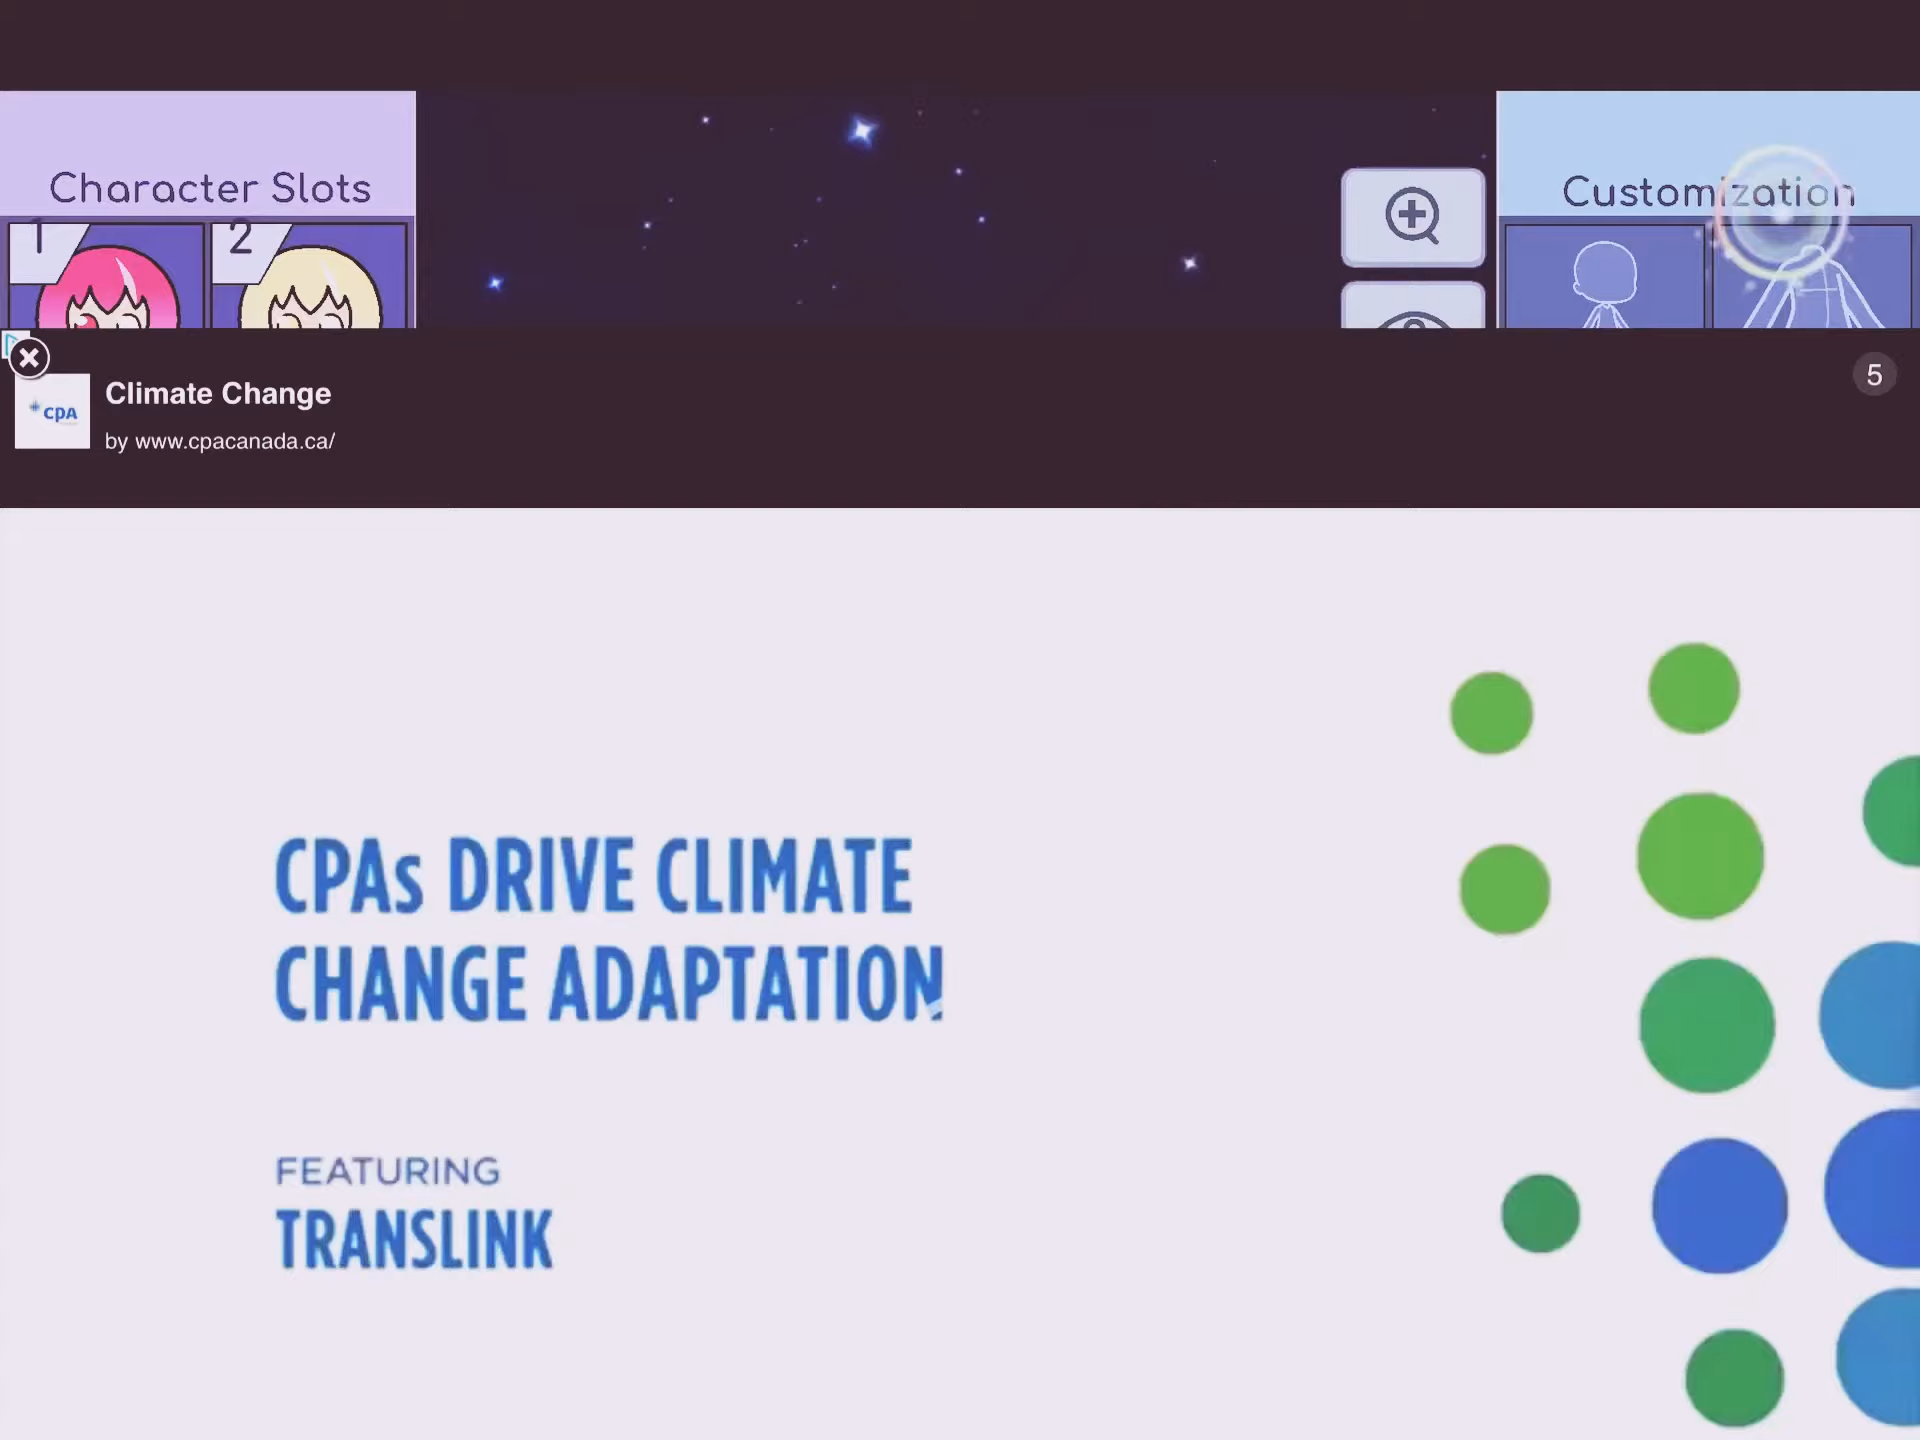 Character Slots
Customization
1
2
5
Climate Change
cpa
by www.cpacanada.ca/
CPAs DRIVE CLIMATE
CHANGE ADAPTATION
FEATURING
TRANSLINK